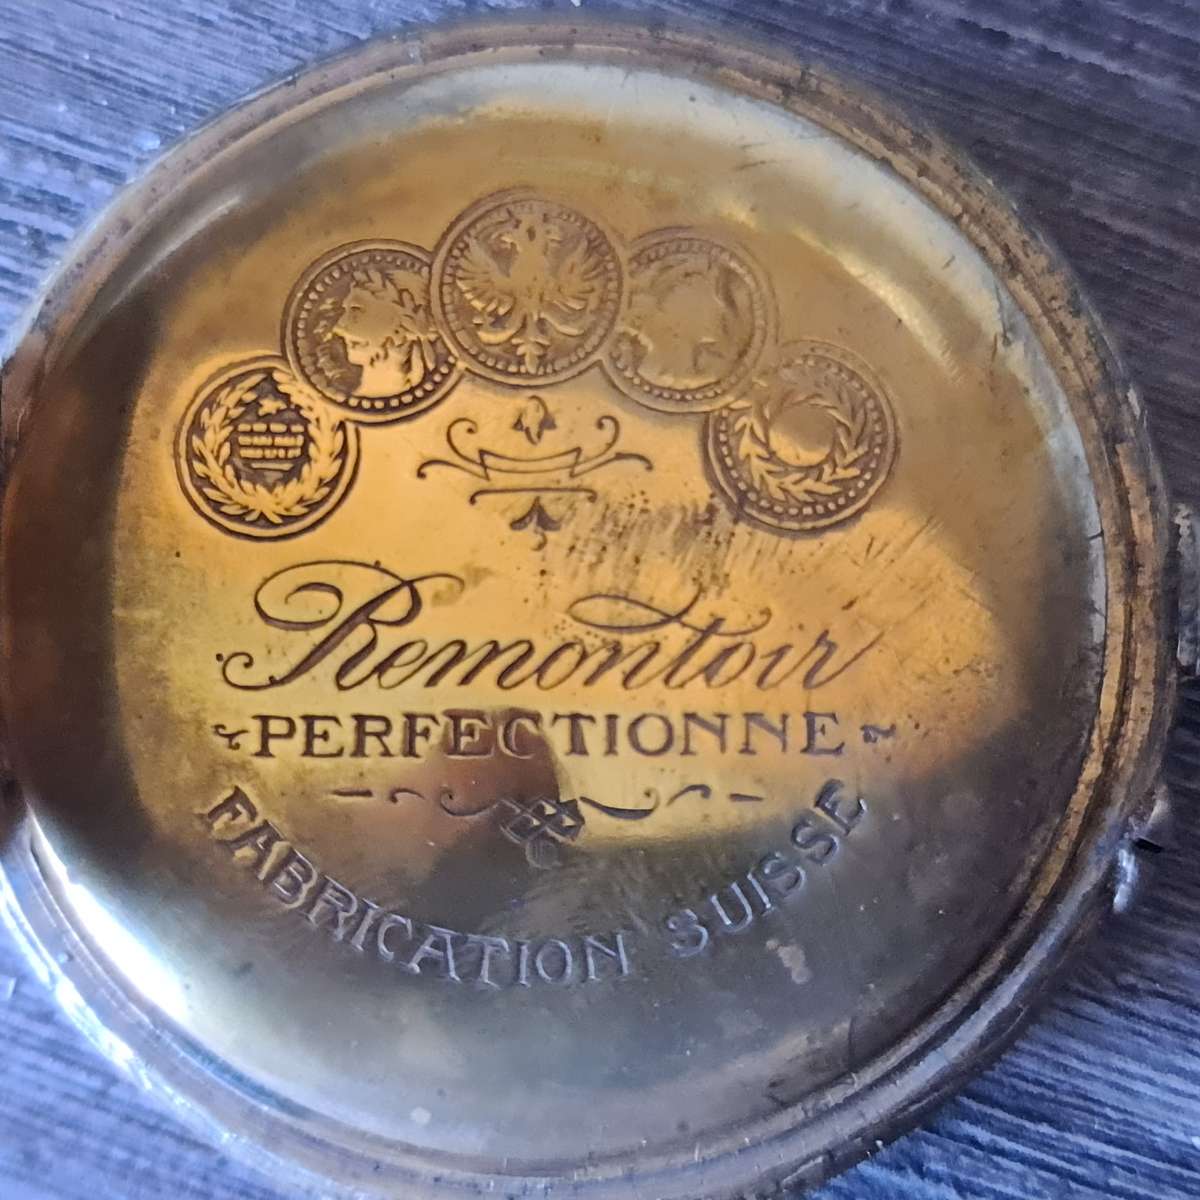 Remontoir
PERFECTIONNE
FABRICATION SUISSE